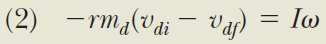 (2) −rm_d(v_di − v_df) = Iω